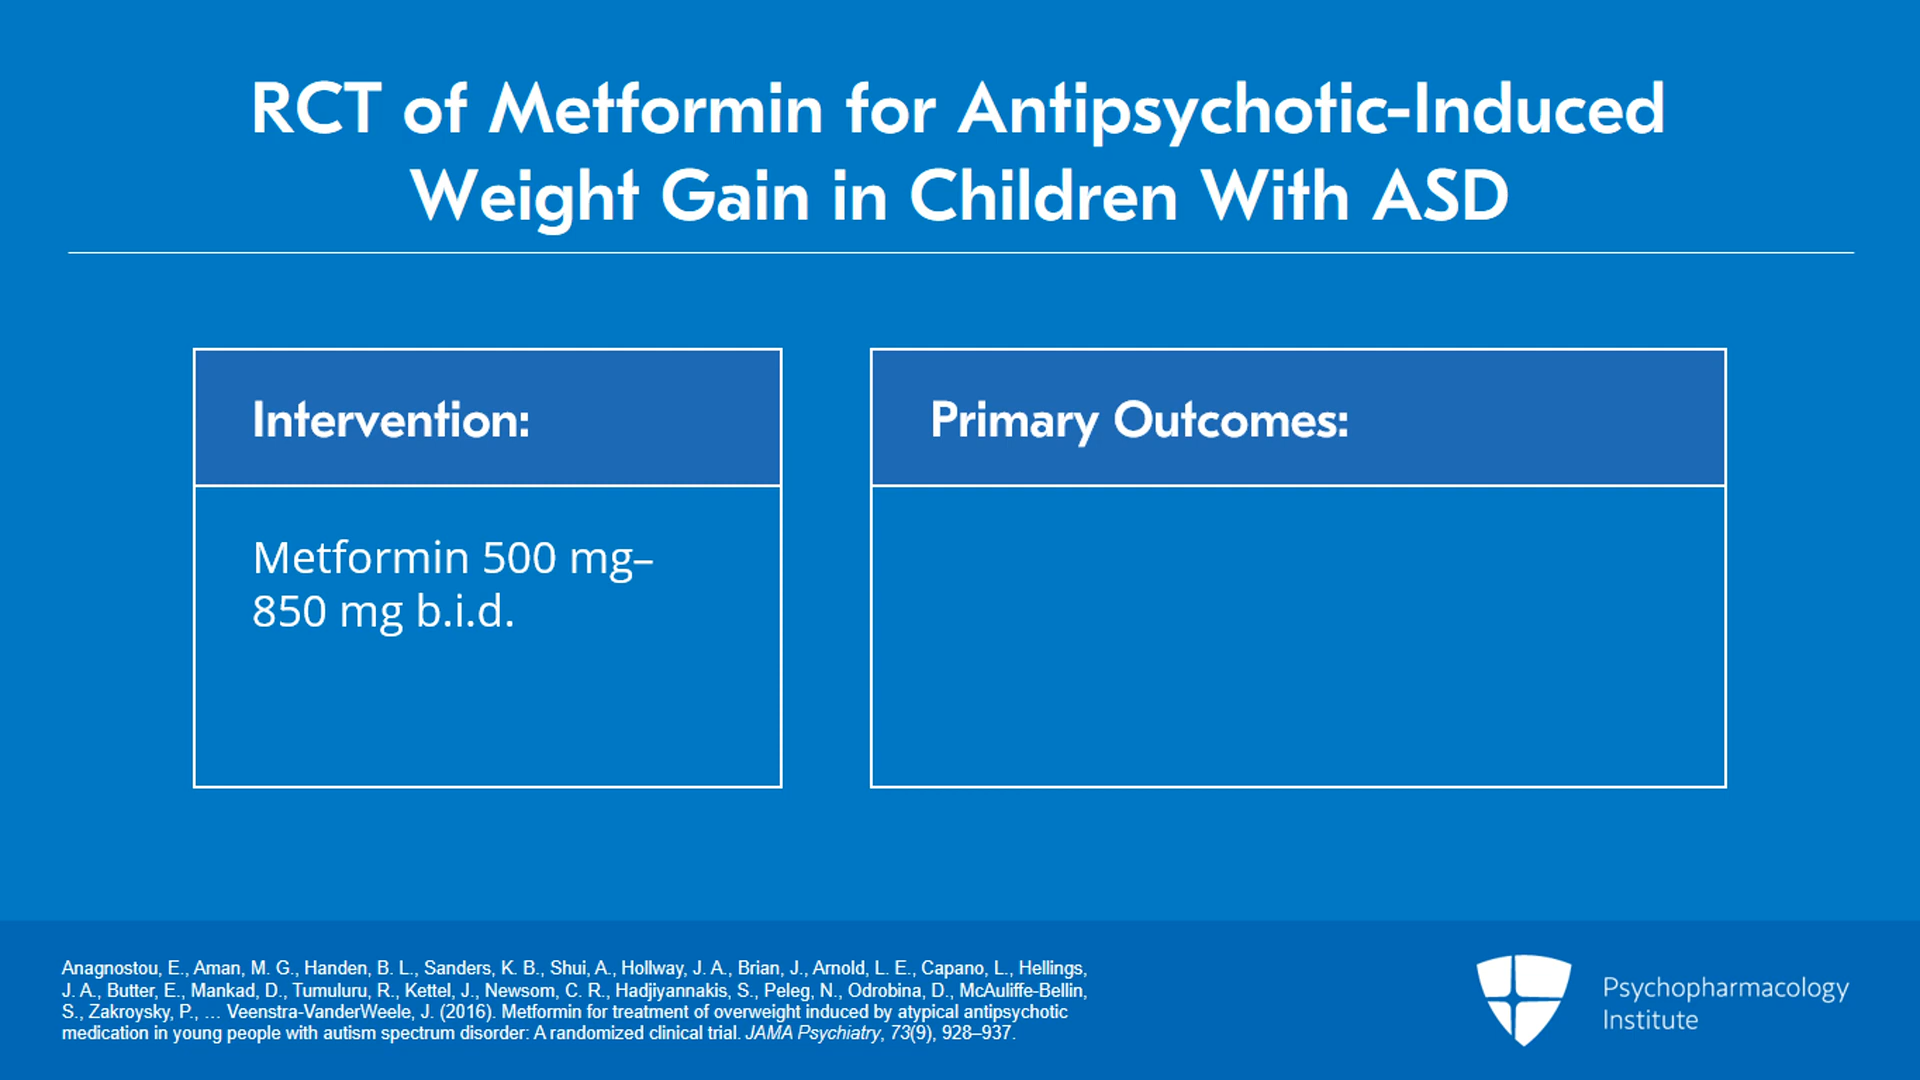 RCT of Metformin for Antipsychotic-Induced
Weight Gain in Children With ASD
Intervention:
Metformin 500 mg–
850 mg b.i.d.
Primary Outcomes:
Anagnostou, E., Aman, M. G., Handen, B. L., Sanders, K. B., Shui, A., Hollway, J. A., Brian, J., Arnold, L. E., Capano, L., Hellings,
J. A., Butter, E., Mankad, D., Tumuluru, R., Kettel, J., Newsom, C. R., Hadjiyannakis, S., Peleg, N., Odrobina, D., McAuliffe-Bellin,
S., Zakroysky, P., … Veenstra-VanderWeele, J. (2016). Metformin for treatment of overweight induced by atypical antipsychotic
medication in young people with autism spectrum disorder: A randomized clinical trial. JAMA Psychiatry, 73(9), 928–937.
Psychopharmacology
Institute